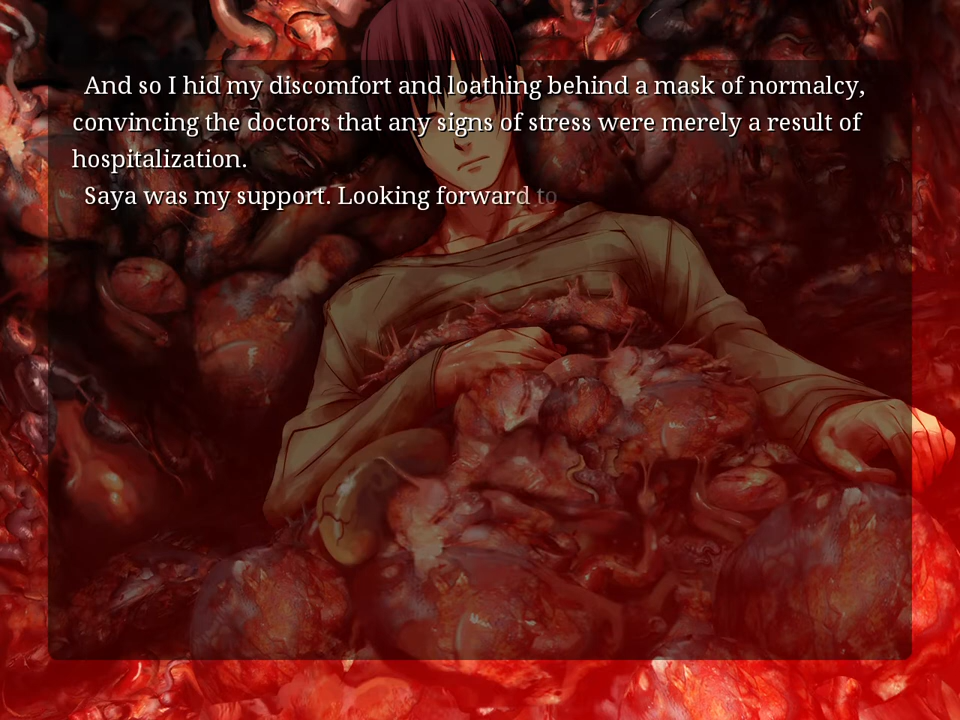 And so I hid my discomfort and loathing behind a mask of normalcy,
convincing the doctors that any signs of stress were merely a result of
hospitalization.
Saya was my support. Looking forward to